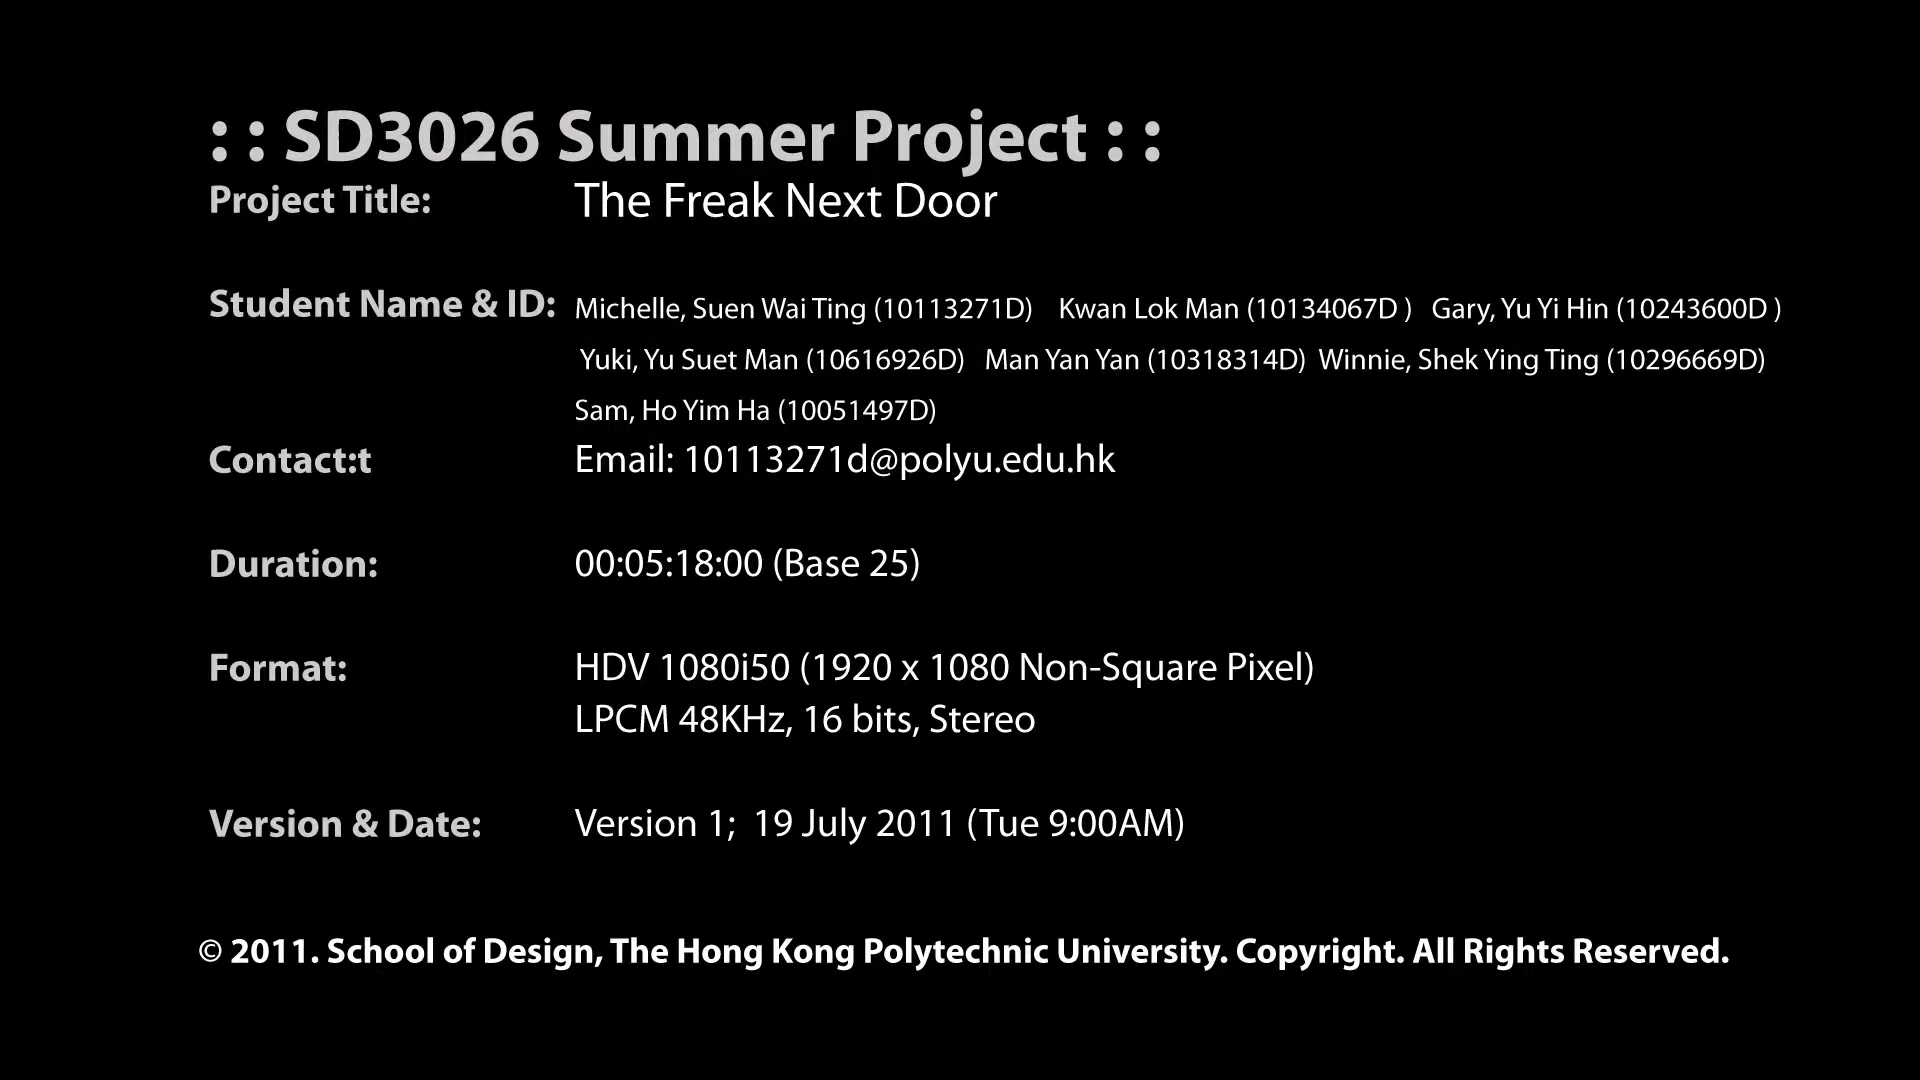 : : SD3026 Summer Project : :
Project Title: The Freak Next Door
Student Name & ID: Michelle, Suen Wai Ting (10113271D) Kwan Lok Man (10134067D ) Gary, Yu Yi Hin (10243600D )
Yuki, Yu Suet Man (10616926D) Man Yan Yan (10318314D) Winnie, Shek Ying Ting (10296669D)
Sam, Ho Yim Ha (10051497D)
Contact:t Email: 10113271d@polyu.edu.hk
Duration: 00:05:18:00 (Base 25)
Format: HDV 1080i50 (1920 x 1080 Non-Square Pixel)
LPCM 48KHz, 16 bits, Stereo
Version & Date: Version 1; 19 July 2011 (Tue 9:00AM)
© 2011. School of Design, The Hong Kong Polytechnic University. Copyright. All Rights Reserved.